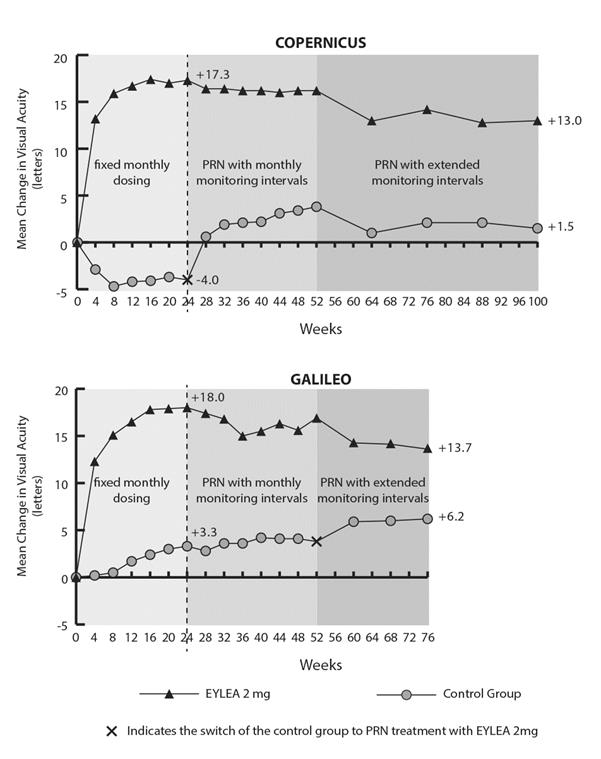 COPERNICUS
Mean Change in Visual Acuity
(letters)
20
15
10
5
0
-5
+17.3
+13.0
fixed monthly
dosing
PRN with monthly
monitoring intervals
PRN with extended
monitoring intervals
+1.5
-4.0
0 4 8 12 16 20 24 28 32 36 40 44 48 52 56 60 64 68 72 76 80 84 88 92 96 100
Weeks
GALILEO
Mean Change in Visual Acuity
(letters)
20
15
10
5
0
-5
+18.0
+13.7
fixed monthly
dosing
PRN with monthly
monitoring intervals
PRN with extended
monitoring intervals
+3.3
+6.2
0 4 8 12 16 20 24 28 32 36 40 44 48 52 56 60 64 68 72 76
Weeks
EYLEA 2 mg
Control Group
Indicates the switch of the control group to PRN treatment with EYLEA 2mg